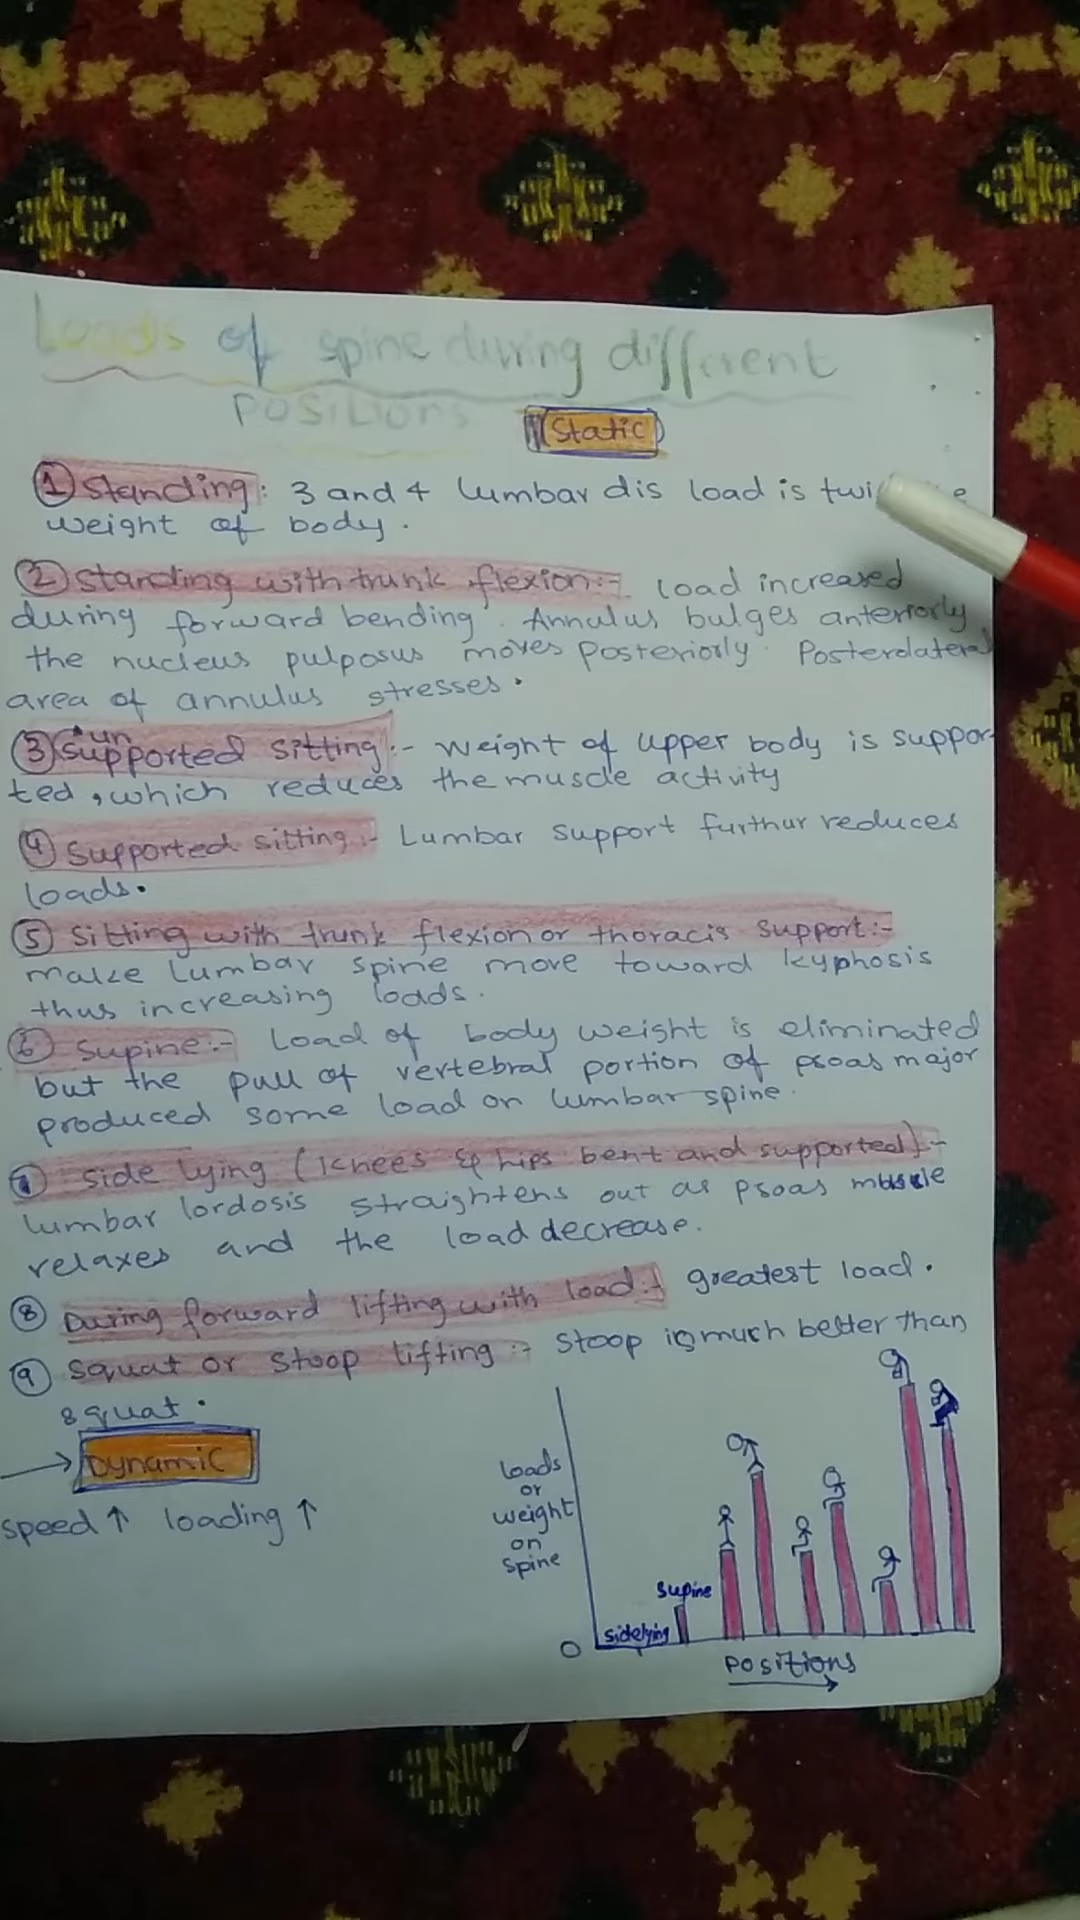 Loads of spine during different
positions
(Static)
① Standing: 3 and 4 lumbar dis load is
weight of body.
② Standing with trunk flexion:- load increased
during forward bending. Annulus bulges anteriorly
the nucleus pulposus moves posteriorly. Posterolateral
area of annulus stresses.
③ Supported sitting:- weight of upper body is suppor-
un
ted, which reduces the muscle activity
④ Supported sitting:- Lumbar support furthur reduces
loads.
⑤ Sitting with trunk flexion or thoracis support:-
make lumbar spine more toward kyphosis
thus increasing loads.
⑥ Supine:- Load of body weight is eliminated
but the pull of vertebral portion of psoas major
produced some load on lumbar spine.
⑦ Side lying (knees & hips bent and supported):-
lumbar lordosis straightens out as psoas muscle
relaxes and the load decrease.
⑧ During forward lifting with load:- greatest load.
⑨ Squat or stoop lifting:- stoop is much better than
squat.
→ Dynamic
speed ↑ loading ↑
Loads
or
weight
on
spine
Supine
sidelying
0
Positions